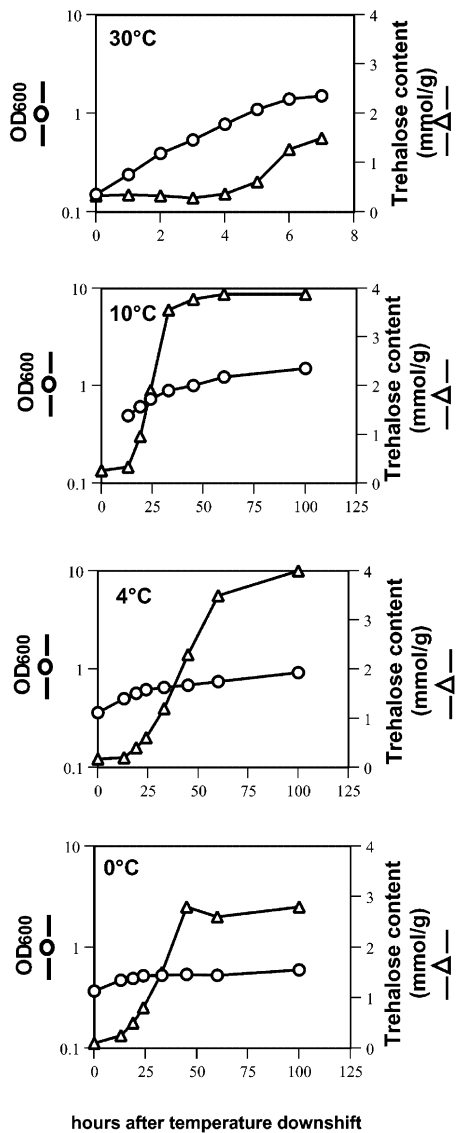 30°C
10
1
0.1
OD600
0 2 4 6 8
4
3
2
1
0
Trehalose content
(mmol/g)
10°C
10
1
0.1
OD600
0 25 50 75 100 125
4
3
2
1
0
Trehalose content
(mmol/g)
4°C
10
1
0.1
OD600
0 25 50 75 100 125
4
3
2
1
0
Trehalose content
(mmol/g)
0°C
10
1
0.1
OD600
0 25 50 75 100 125
4
3
2
1
0
Trehalose content
(mmol/g)
hours after temperature downshift